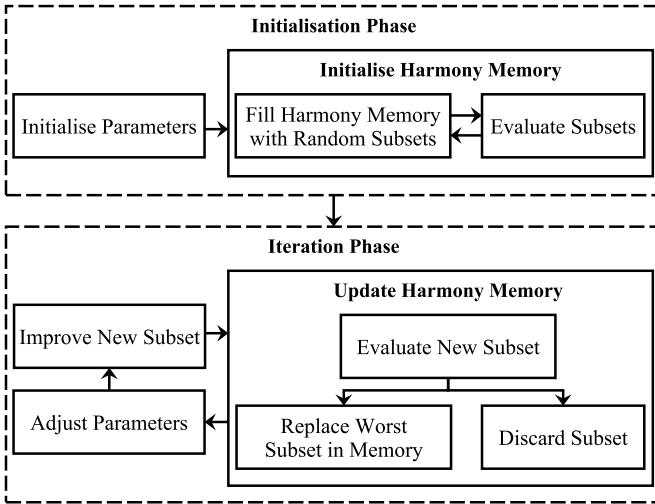 Initialisation Phase
Initialise Harmony Memory
Initialise Parameters
Fill Harmony Memory
with Random Subsets
Evaluate Subsets
Iteration Phase
Update Harmony Memory
Improve New Subset
Evaluate New Subset
Adjust Parameters
Replace Worst
Subset in Memory
Discard Subset